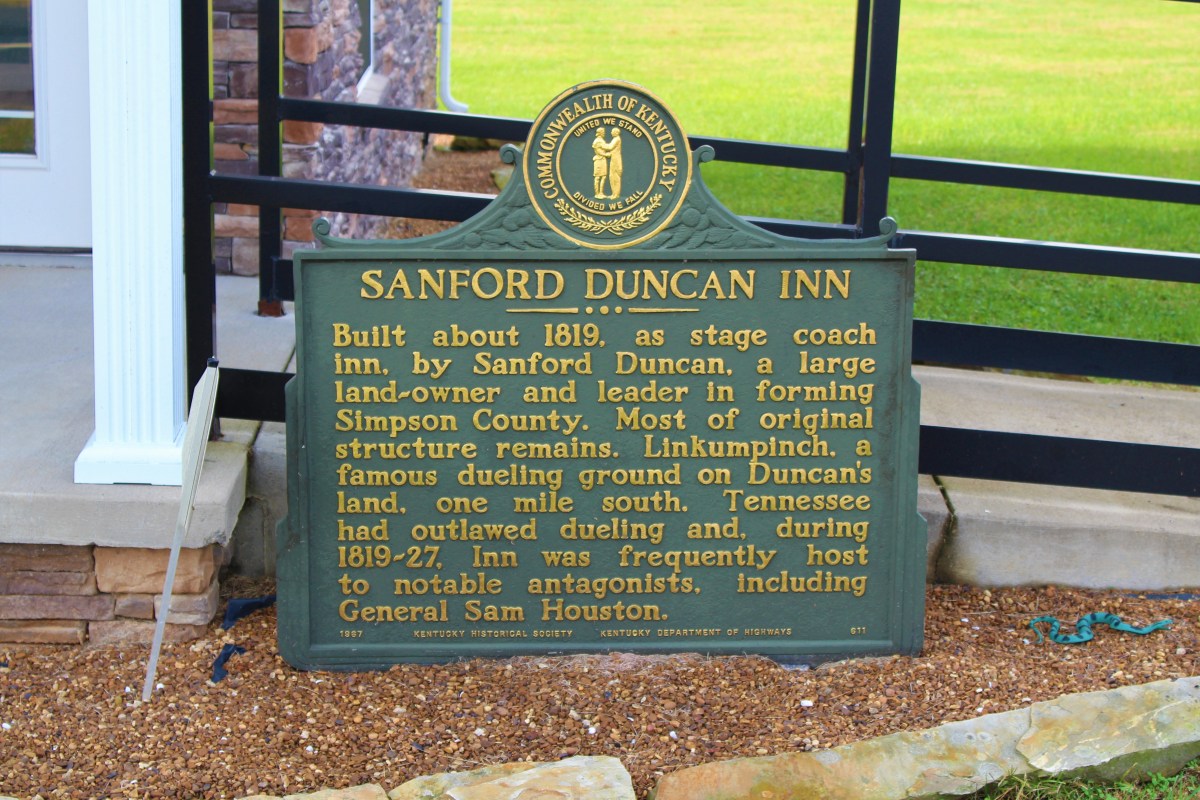 COMMONWEALTH OF KENTUCKY
UNITED WE STAND
DIVIDED WE FALL
SANFORD DUNCAN INN
Built about 1819, as stage coach
inn, by Sanford Duncan, a large
land-owner and leader in forming
Simpson County. Most of original
structure remains. Linkumpinch, a
famous dueling ground on Duncan's
land, one mile south. Tennessee
had outlawed dueling and, during
1819-27, Inn was frequently host
to notable antagonists, including
General Sam Houston.
1967 KENTUCKY HISTORICAL SOCIETY KENTUCKY DEPARTMENT OF HIGHWAYS 611